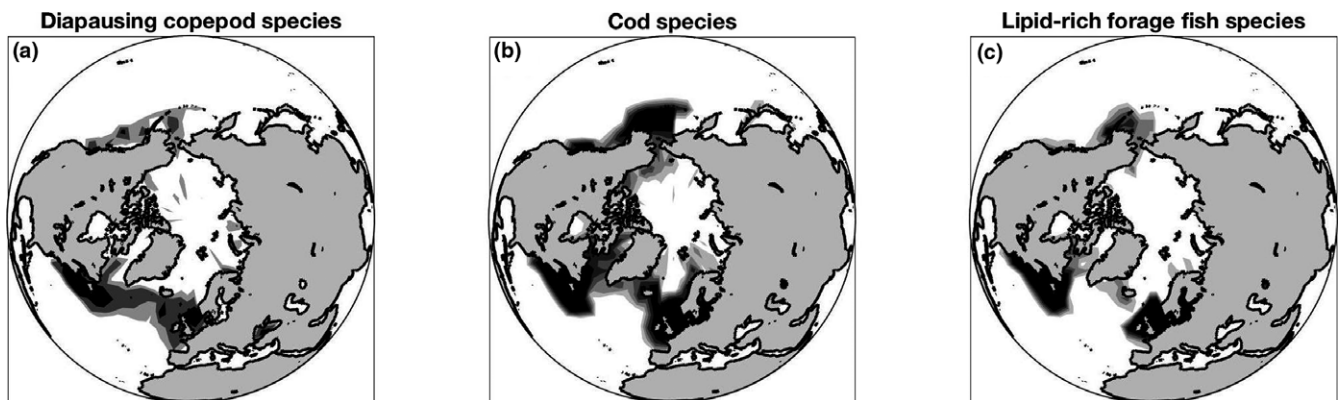 Diapausing copepod species
(a)
Cod species
(b)
Lipid-rich forage fish species
(c)